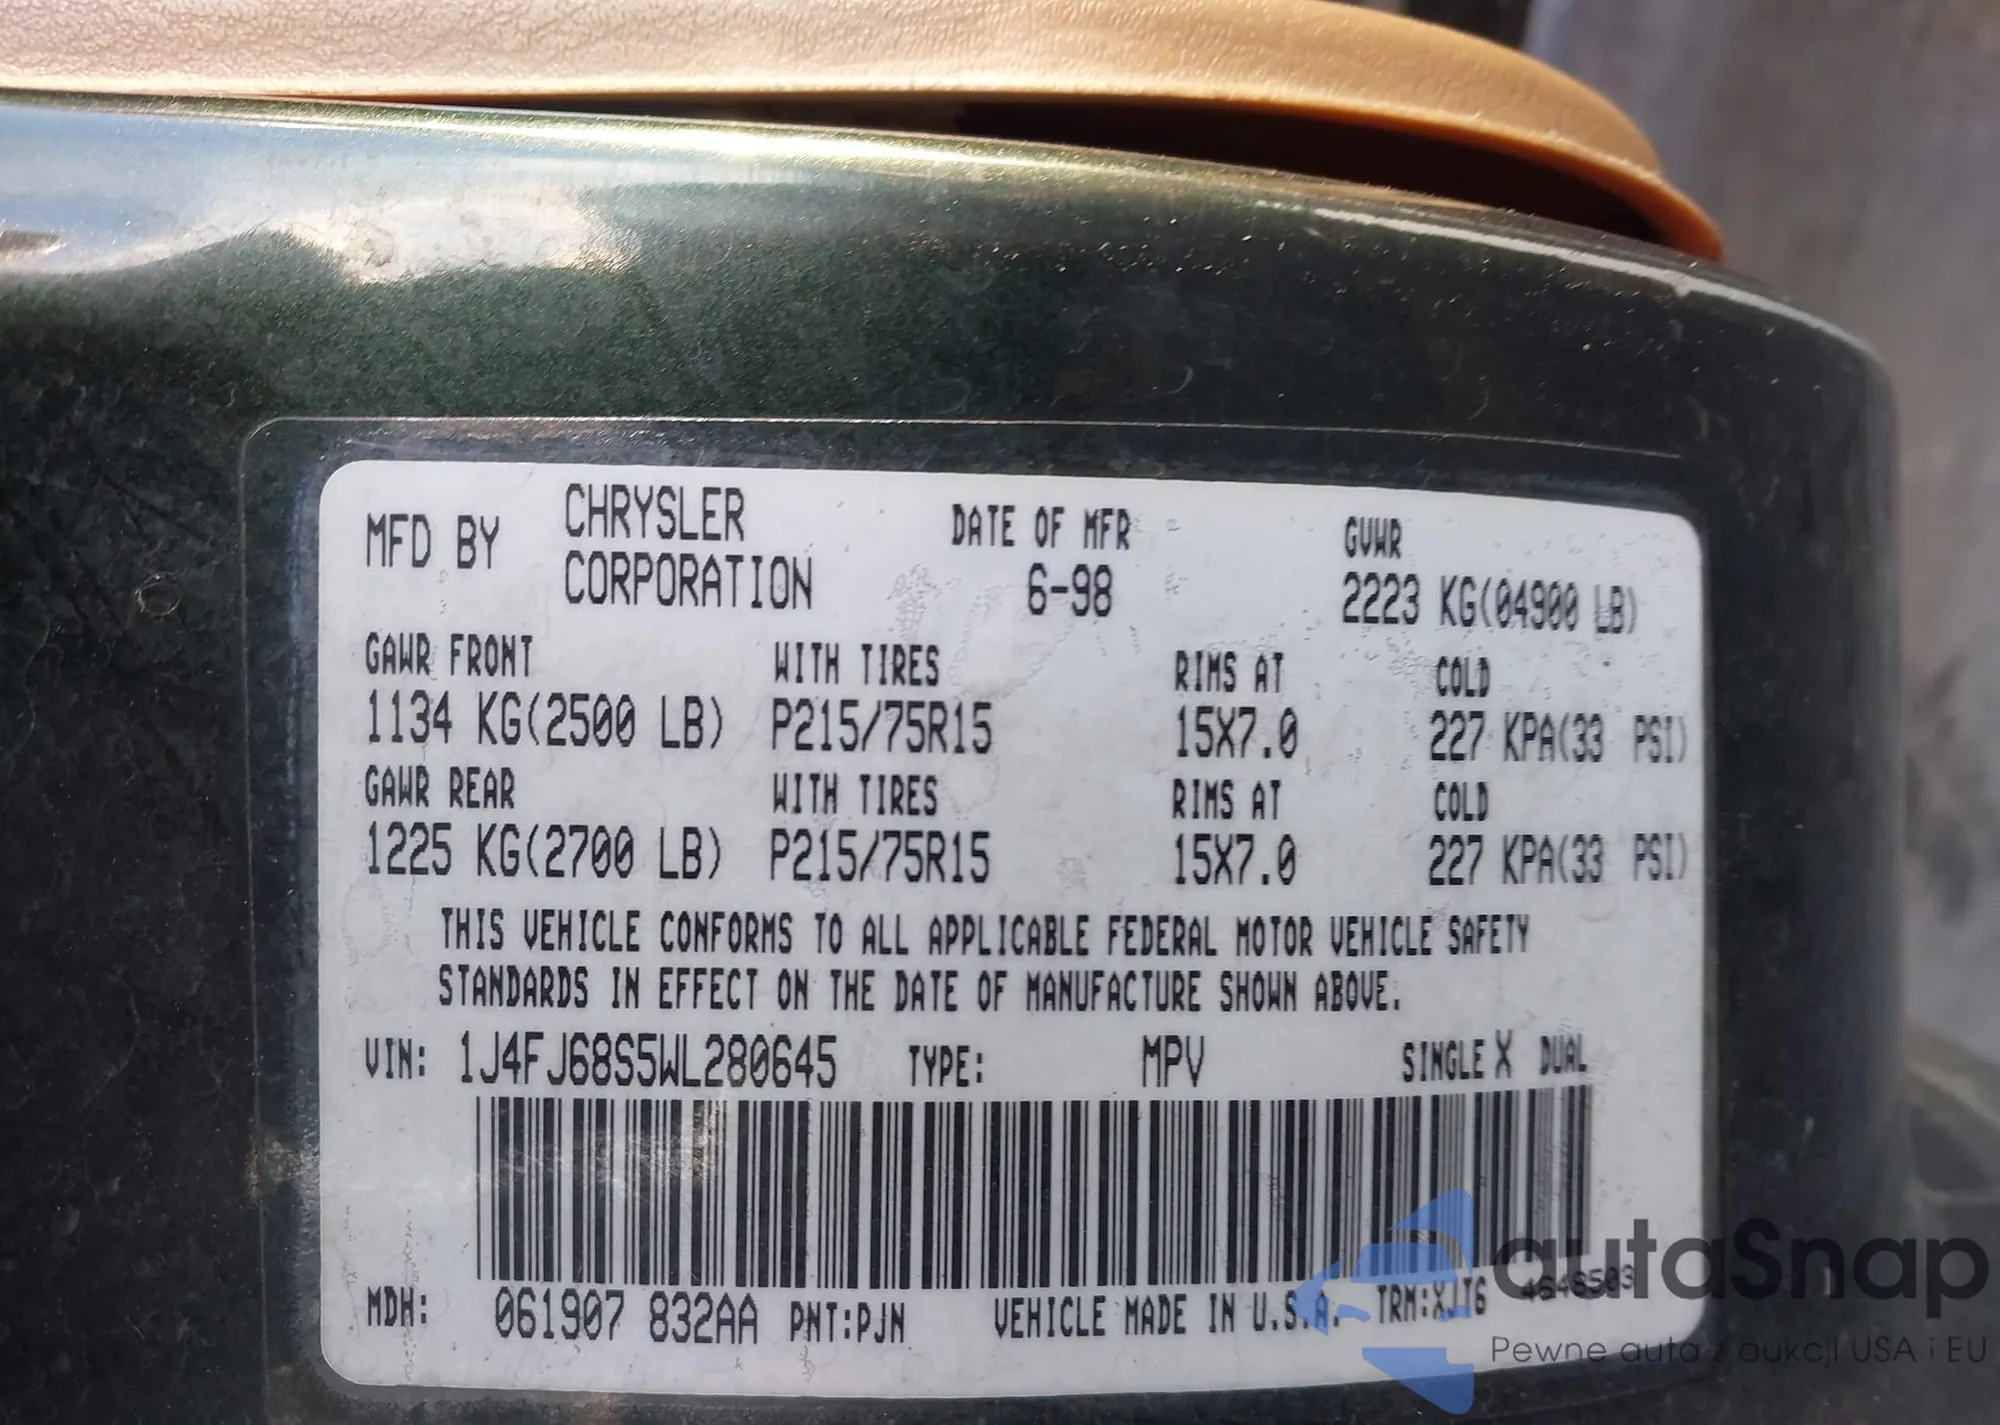 MFD BY CHRYSLER CORPORATION DATE OF MFR 6-98 GVWR 2223 KG(04900 LB)
GAWR FRONT WITH TIRES RIMS AT COLD
1134 KG(2500 LB) P215/75R15 15X7.0 227 KPA(33 PSI)
GAWR REAR WITH TIRES RIMS AT COLD
1225 KG(2700 LB) P215/75R15 15X7.0 227 KPA(33 PSI)
THIS VEHICLE CONFORMS TO ALL APPLICABLE FEDERAL MOTOR VEHICLE SAFETY
STANDARDS IN EFFECT ON THE DATE OF MANUFACTURE SHOWN ABOVE.
VIN: 1J4FJ68S5WL280645 TYPE: MPV SINGLE X DUAL
MDH: 061907 832AA PNT:PJN VEHICLE MADE IN U.S.A. TRM:XJT6 4646503
autaSnap
Pewne auta z aukcji USA i EU